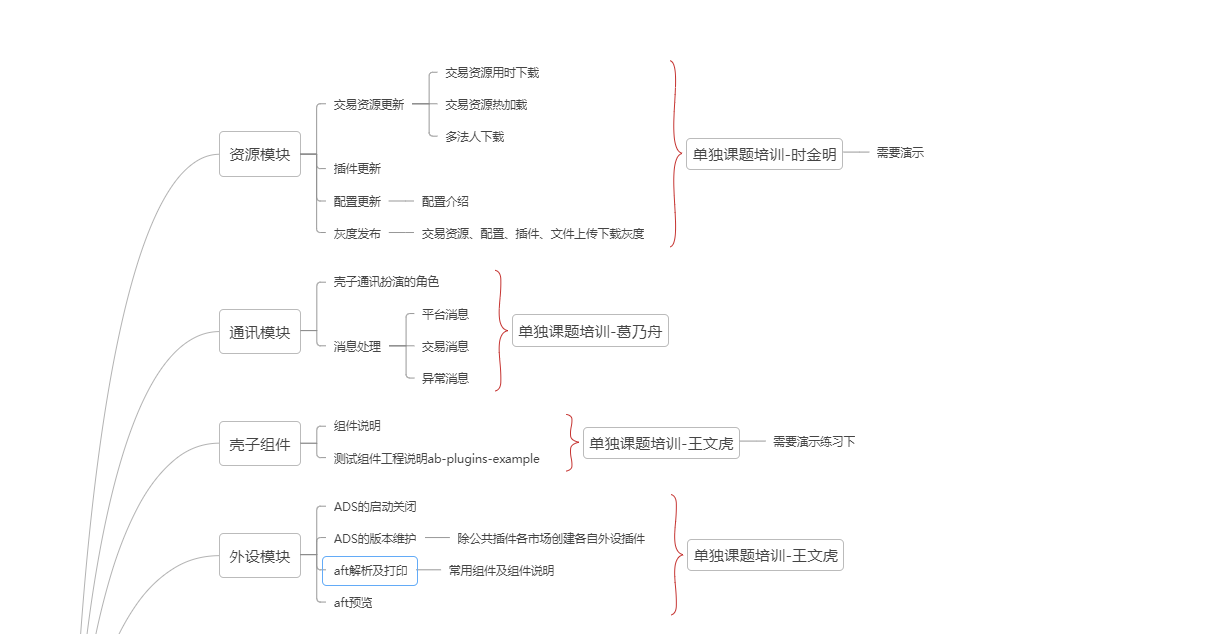 交易资源用时下载
交易资源更新
交易资源热加载
多法人下载
资源模块
插件更新
配置更新
配置介绍
灰度发布
交易资源、配置、插件、文件上传下载灰度
单独课题培训-时金明
需要演示
壳子通讯扮演的角色
通讯模块
平台消息
消息处理
交易消息
异常消息
单独课题培训-葛乃舟
组件说明
壳子组件
测试组件工程说明ab-plugins-example
单独课题培训-王文虎
需要演示练习下
ADS的启动关闭
ADS的版本维护
除公共插件各市场创建各自外设插件
外设模块
aft解析及打印
常用组件及组件说明
aft预览
单独课题培训-王文虎